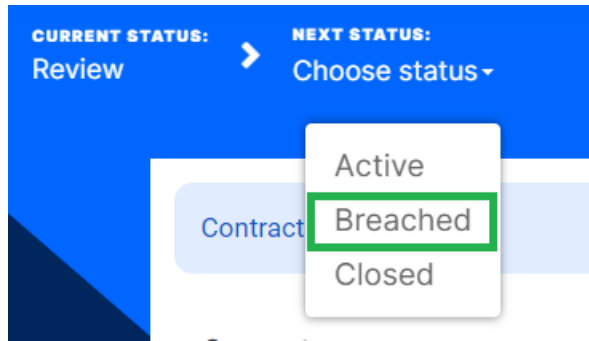 CURRENT STATUS:
Review
NEXT STATUS:
Choose status
Active
Breached
Closed
Contract